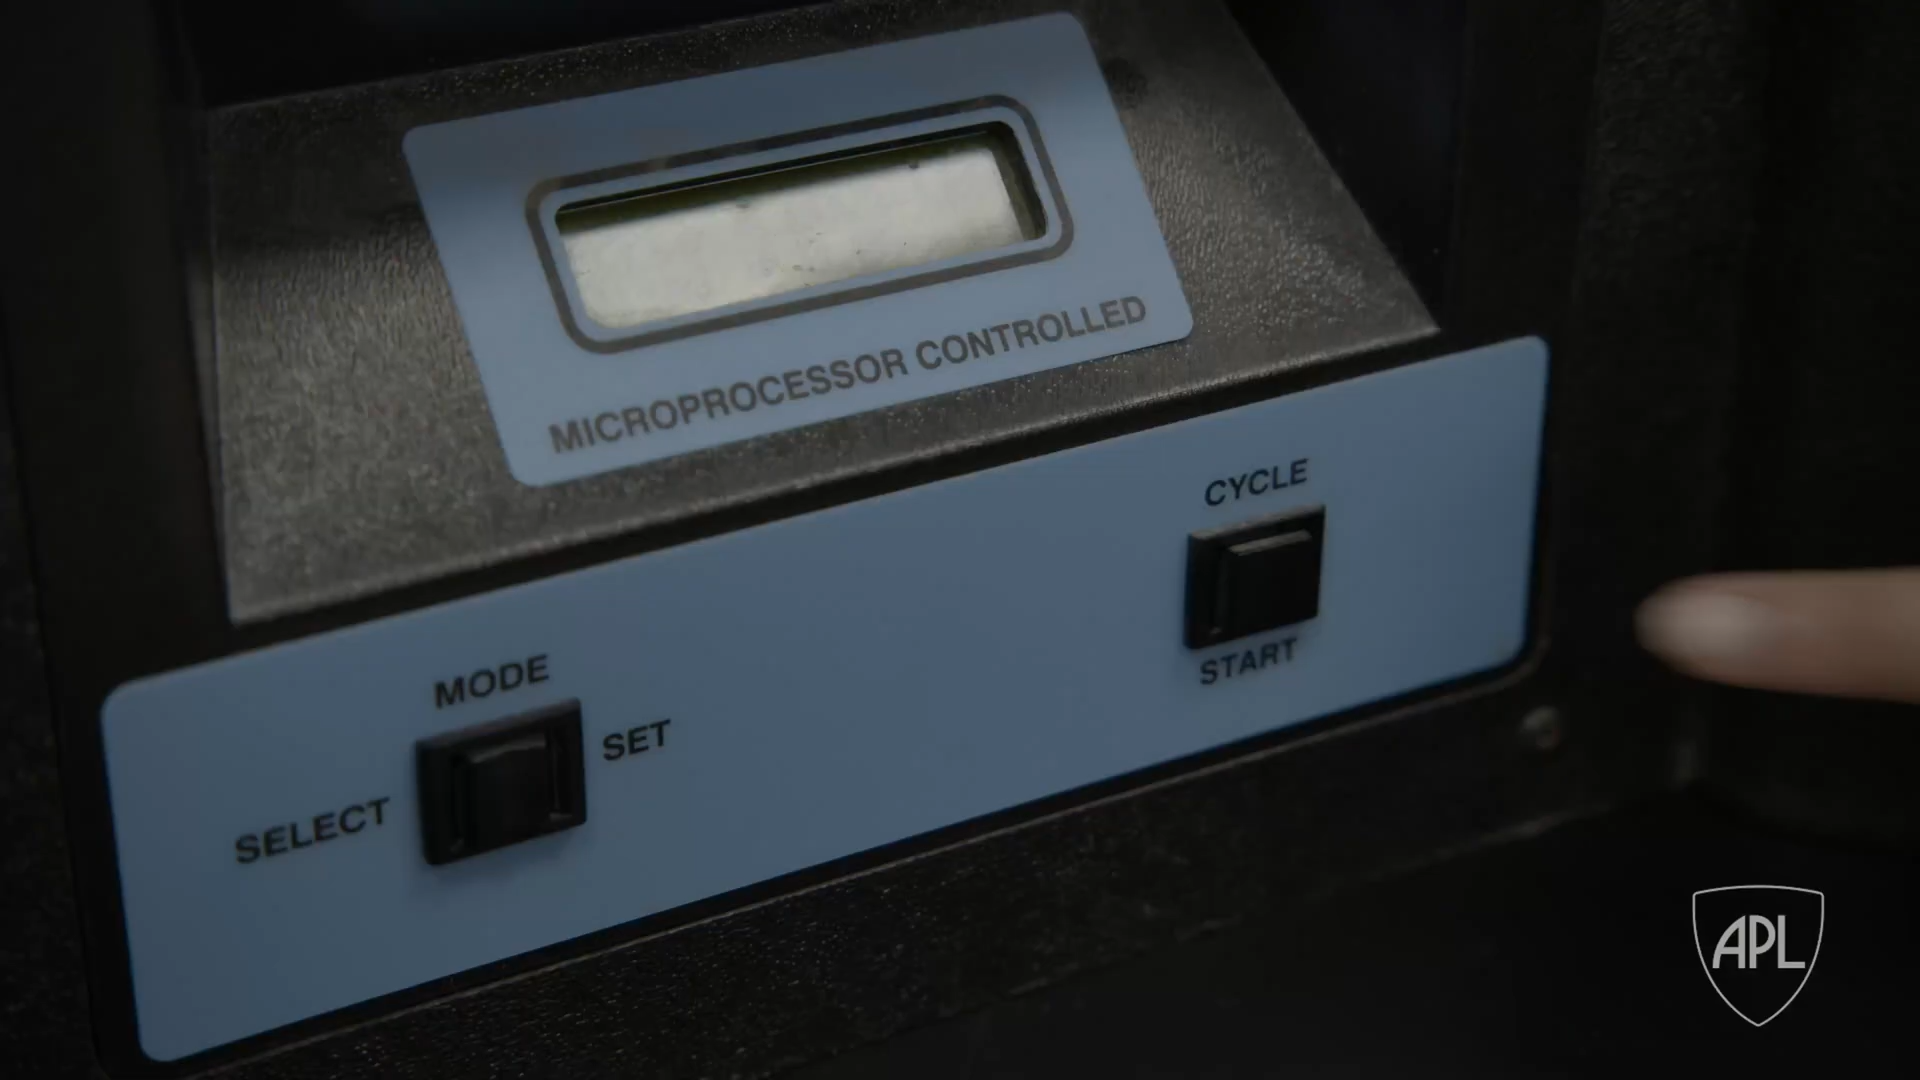 MICROPROCESSOR CONTROLLED
CYCLE
START
MODE
SET
SELECT
APL